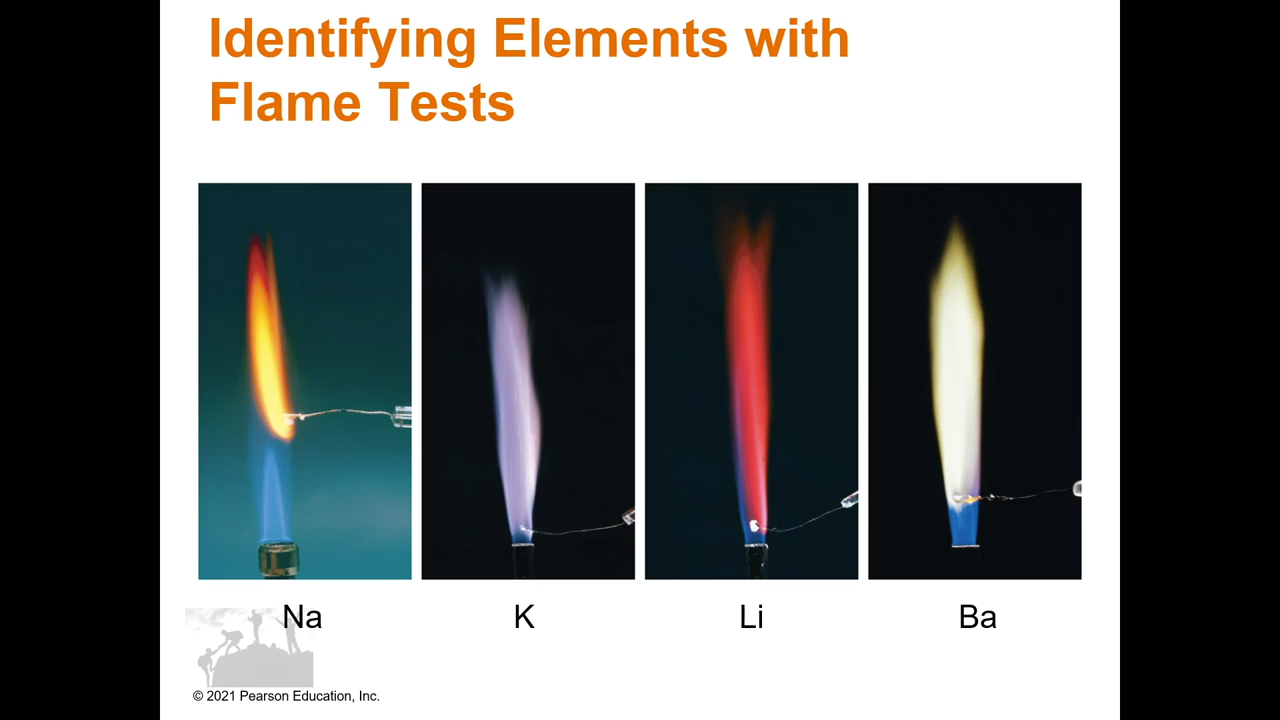 Identifying Elements with
Flame Tests
Na
K
Li
Ba
© 2021 Pearson Education, Inc.